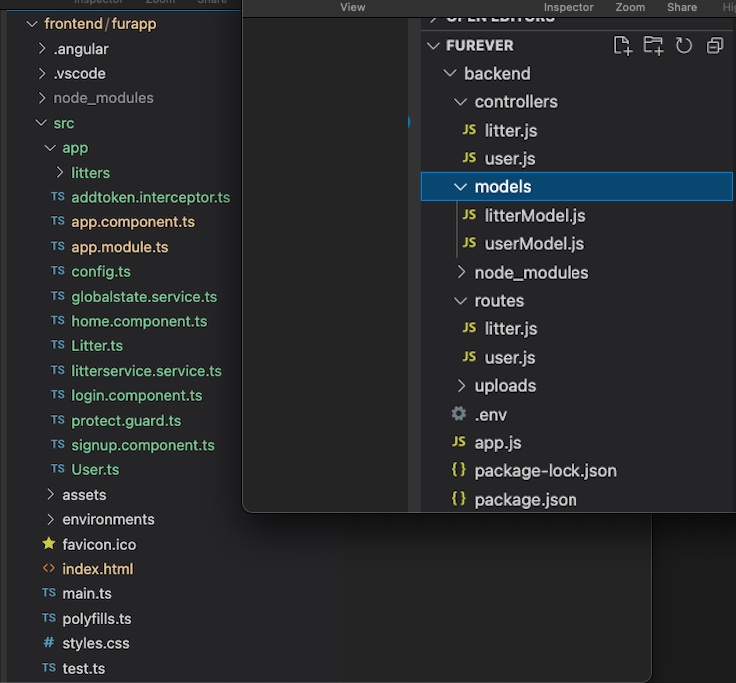 Inspector Zoom Share
frontend/furapp
.angular
.vscode
node_modules
src
app
litters
TS addtoken.interceptor.ts
TS app.component.ts
TS app.module.ts
TS config.ts
TS globalstate.service.ts
TS home.component.ts
TS Litter.ts
TS litterservice.service.ts
TS login.component.ts
TS protect.guard.ts
TS signup.component.ts
TS User.ts
assets
environments
favicon.ico
<> index.html
TS main.ts
TS polyfills.ts
# styles.css
TS test.ts
View Inspector Zoom Share
OPEN EDITORS
FUREVER
backend
controllers
JS litter.js
JS user.js
models
JS litterModel.js
JS userModel.js
node_modules
routes
JS litter.js
JS user.js
uploads
.env
JS app.js
{} package-lock.json
{} package.json